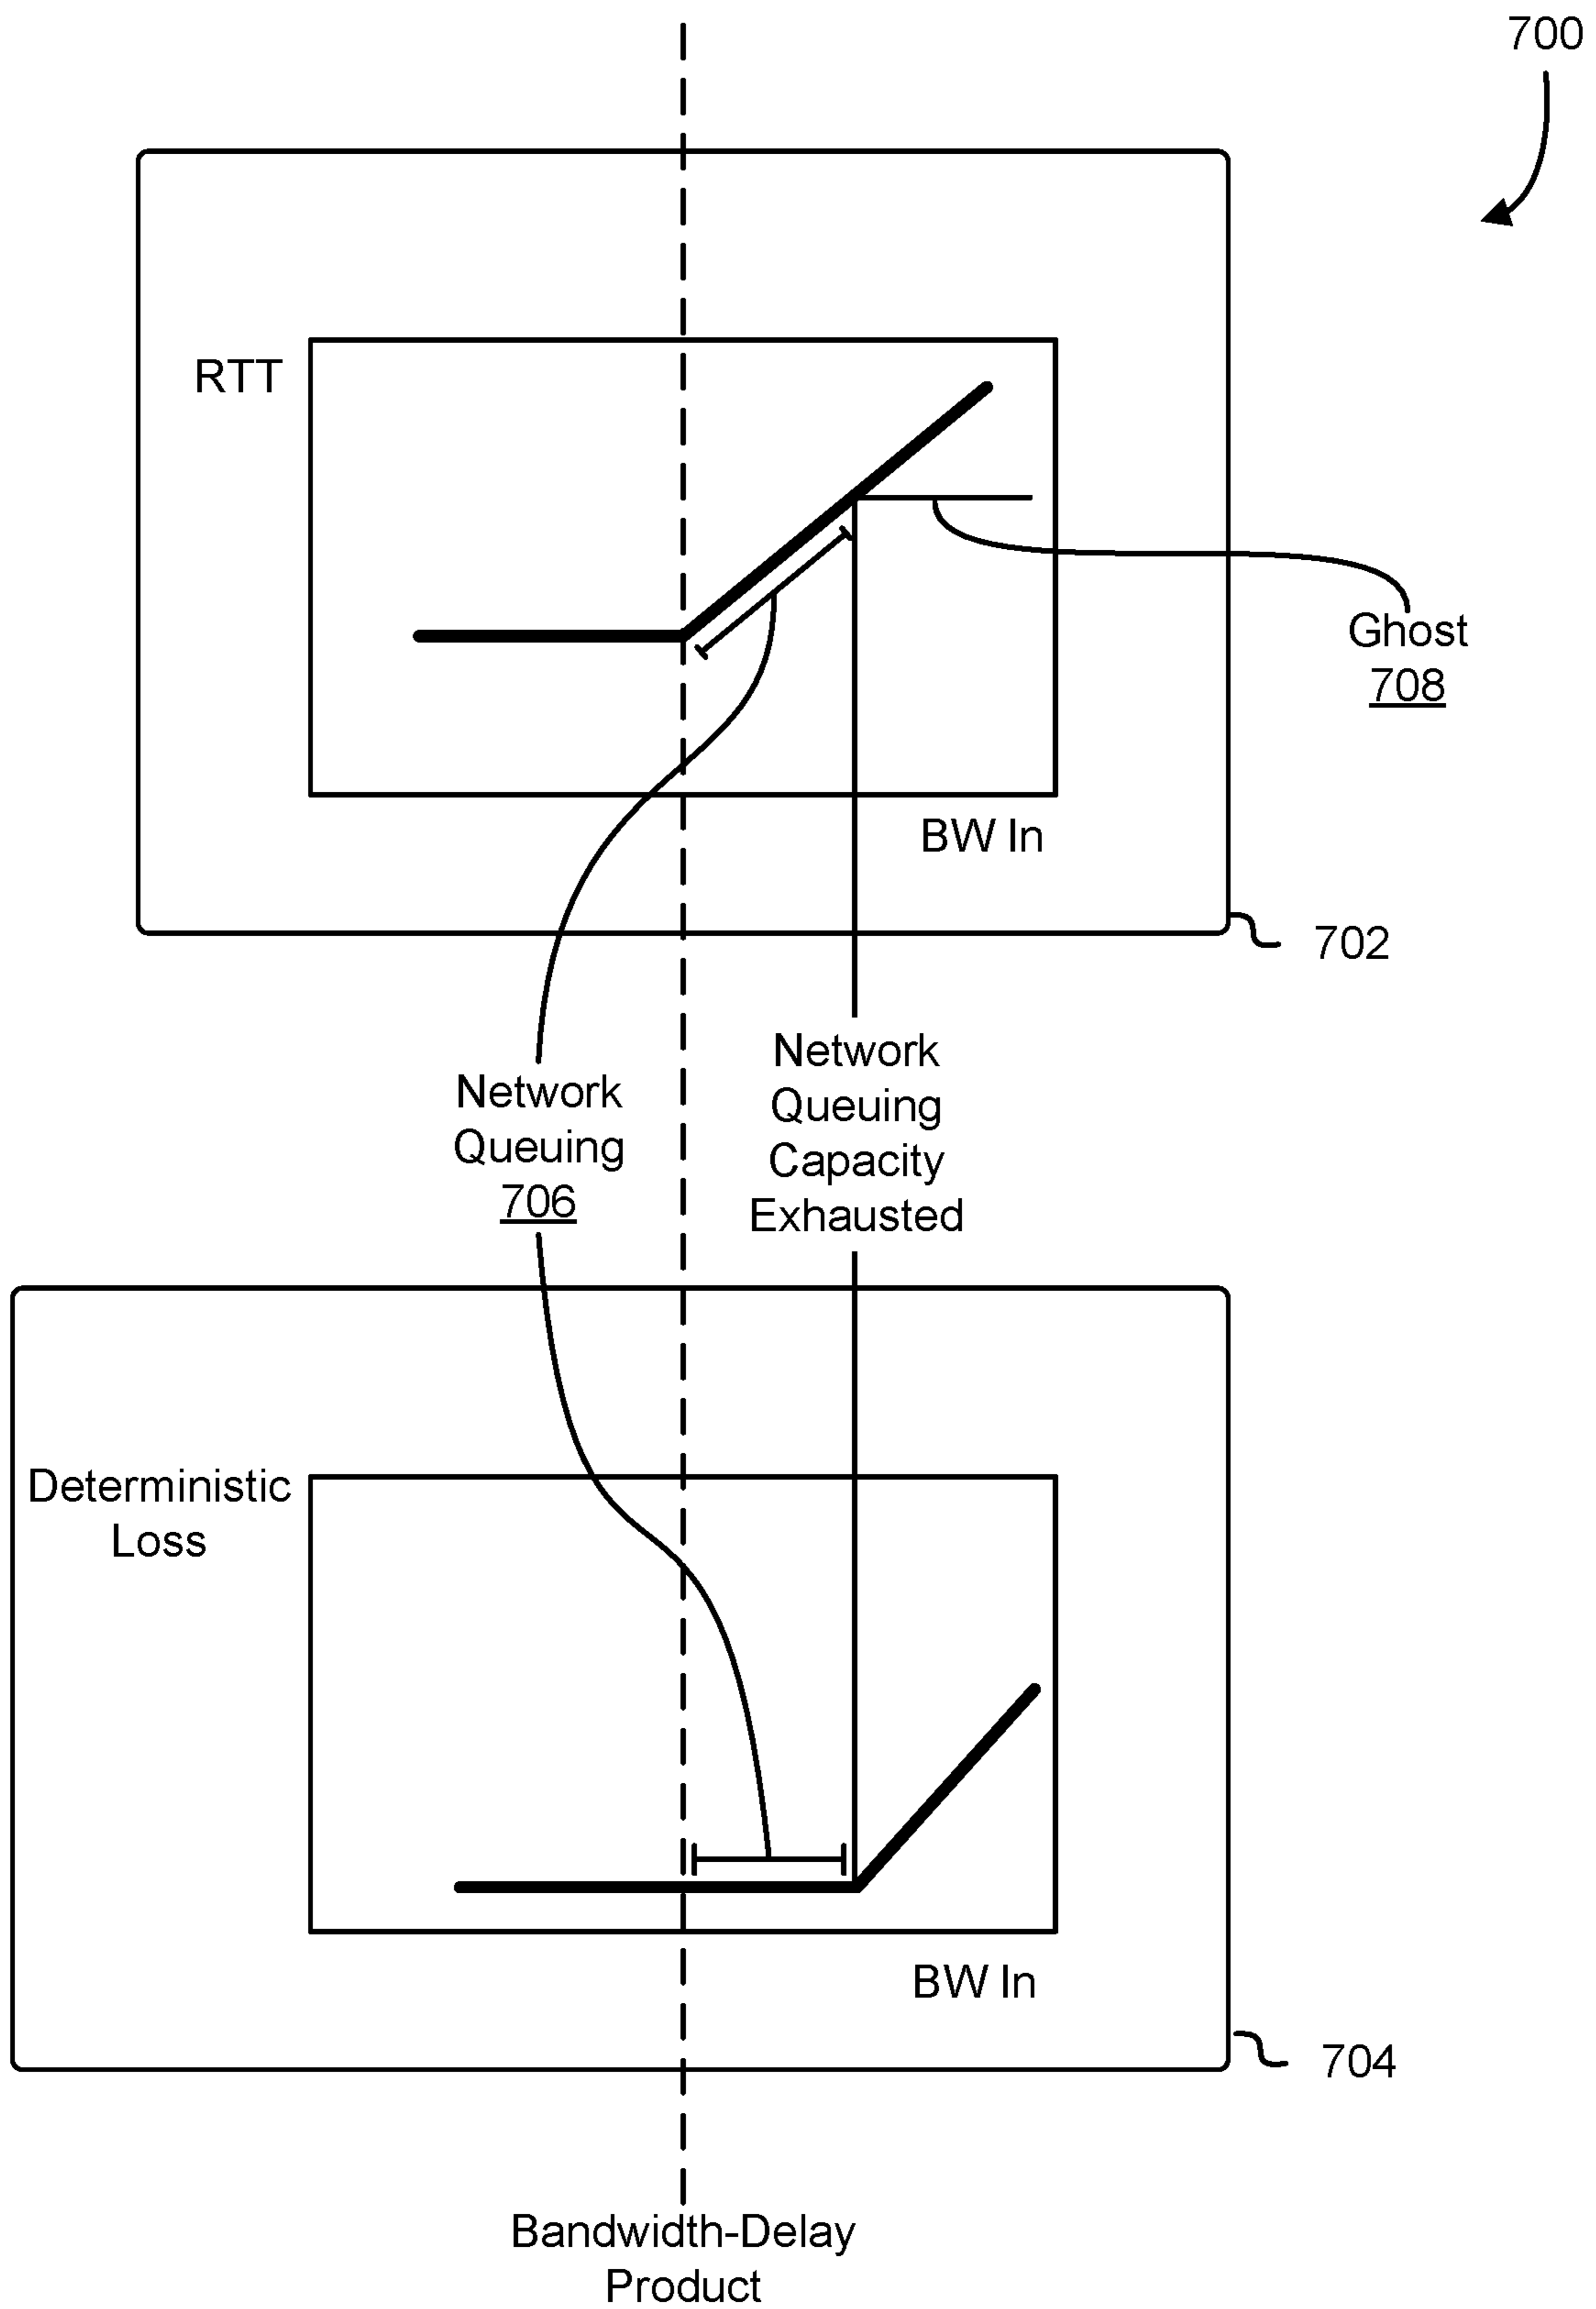 700
RTT
Ghost
708
BW In
702
Network
Queuing
706
Network
Queuing
Capacity
Exhausted
Deterministic
Loss
BW In
704
Bandwidth-Delay
Product